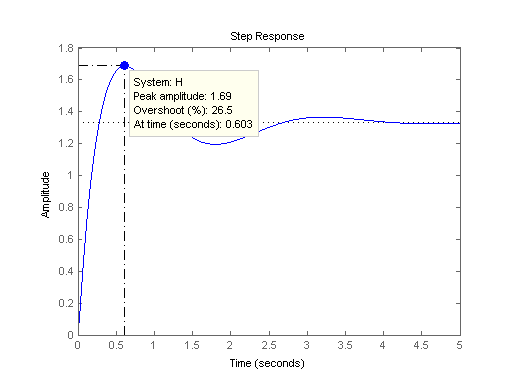 Step Response
1.8
1.6
1.4
1.2
1
0.8
0.6
0.4
0.2
0
System: H
Peak amplitude: 1.69
Overshoot (%): 26.5
At time (seconds): 0.603
Amplitude
0 0.5 1 1.5 2 2.5 3 3.5 4 4.5 5
Time (seconds)